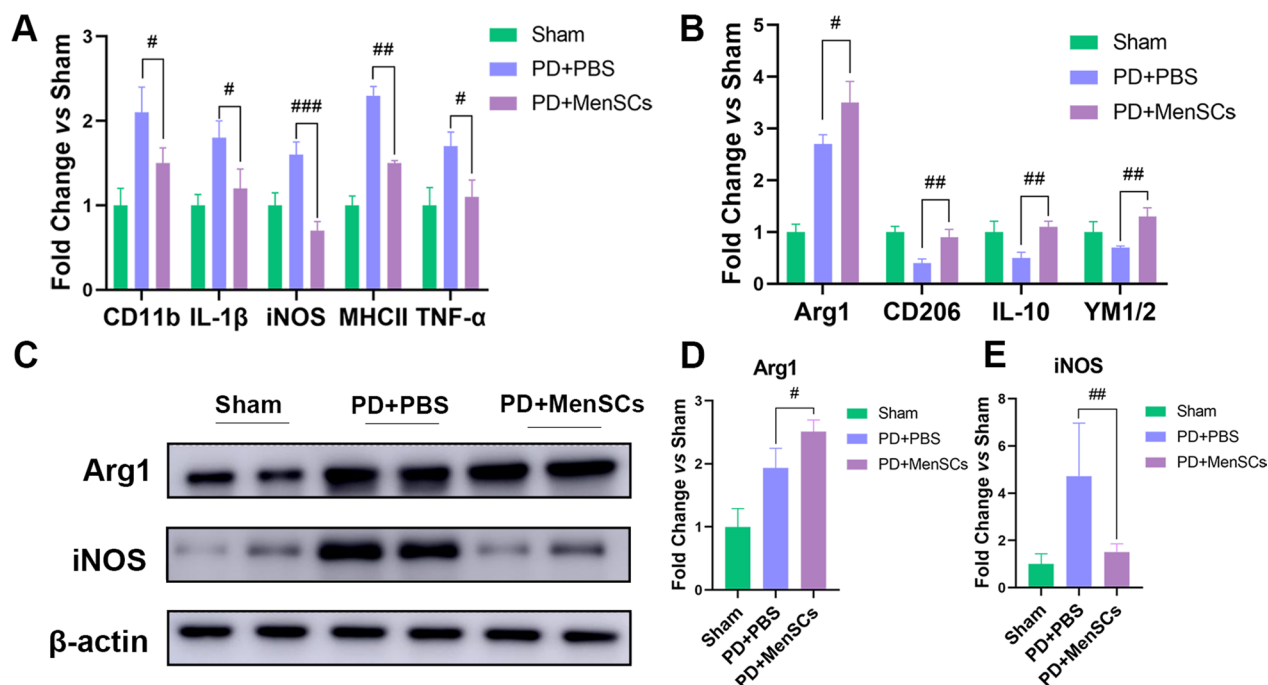 A
Fold Change vs Sham
3
2
1
0
#
#
###
##
#
CD11b IL-1β iNOS MHCII TNF-α
Sham
PD+PBS
PD+MenSCs
B
Fold Change vs Sham
5
4
3
2
1
0
#
##
##
##
Arg1 CD206 IL-10 YM1/2
Sham
PD+PBS
PD+MenSCs
C
Sham PD+PBS PD+MenSCs
Arg1
iNOS
β-actin
D
Arg1
Fold Change vs Sham
3
2
1
0
#
Sham
PD+PBS
PD+MenSCs
Sham
PD+PBS
PD+MenSCs
E
iNOS
Fold Change vs Sham
8
6
4
2
0
##
Sham
PD+PBS
PD+MenSCs
Sham
PD+PBS
PD+MenSCs